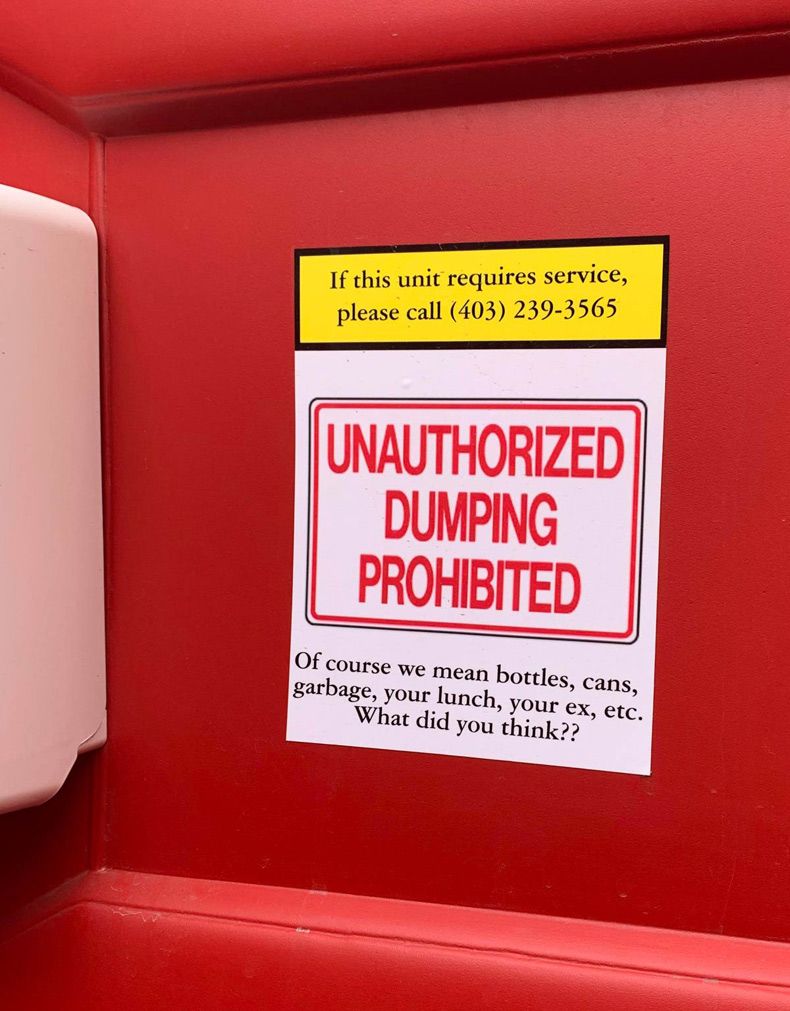 If this unit requires service,
please call (403) 239-3565
UNAUTHORIZED
DUMPING
PROHIBITED
Of course we mean bottles, cans,
garbage, your lunch, your ex, etc.
What did you think??